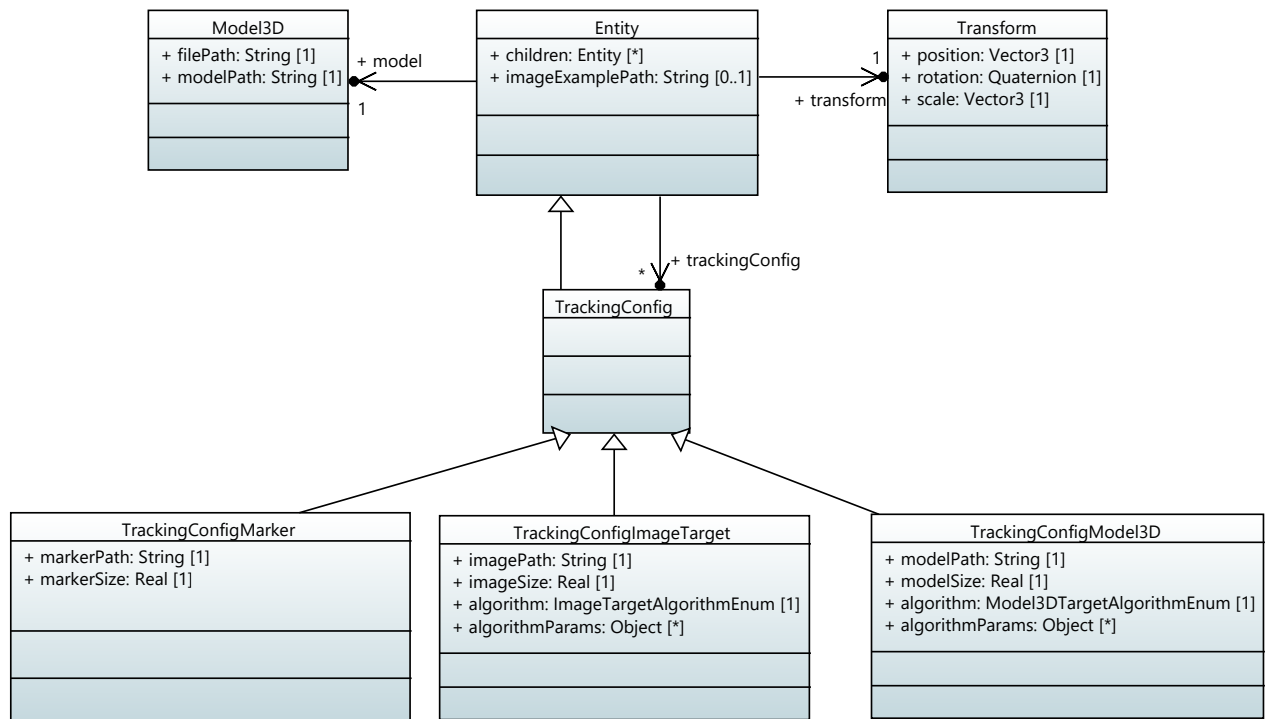 Model3D
+ filePath: String [1]
+ modelPath: String [1]
+ model
1
Entity
+ children: Entity [*]
+ imageExamplePath: String [0..1]
1
+ transform
Transform
+ position: Vector3 [1]
+ rotation: Quaternion [1]
+ scale: Vector3 [1]
+ trackingConfig
*
TrackingConfig
TrackingConfigMarker
+ markerPath: String [1]
+ markerSize: Real [1]
TrackingConfigImageTarget
+ imagePath: String [1]
+ imageSize: Real [1]
+ algorithm: ImageTargetAlgorithmEnum [1]
+ algorithmParams: Object [*]
TrackingConfigModel3D
+ modelPath: String [1]
+ modelSize: Real [1]
+ algorithm: Model3DTargetAlgorithmEnum [1]
+ algorithmParams: Object [*]